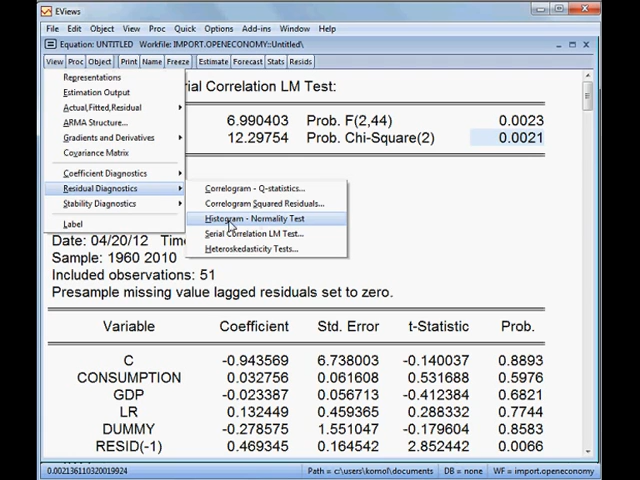 EViews
File Edit Object View Proc Quick Options Add-ins Window Help
Equation: UNTITLED Workfile: IMPORT.OPENECONOMY::Untitled\
View Proc Object Print Name Freeze Estimate Forecast Stats Resids
Representations
Estimation Output
Actual,Fitted,Residual
ARMA Structure...
Gradients and Derivatives
Covariance Matrix
Coefficient Diagnostics
Residual Diagnostics
Stability Diagnostics
Label
Correlogram - Q-statistics...
Correlogram Squared Residuals...
Histogram - Normality Test
Serial Correlation LM Test...
Heteroskedasticity Tests...
rial Correlation LM Test:
6.990403 Prob. F(2,44) 0.0023
12.29754 Prob. Chi-Square(2) 0.0021
Date: 04/20/12 Time
Sample: 1960 2010
Included observations: 51
Presample missing value lagged residuals set to zero.
Variable Coefficient Std. Error t-Statistic Prob.
C -0.943569 6.738003 -0.140037 0.8893
CONSUMPTION 0.032756 0.061608 0.531688 0.5976
GDP -0.023387 0.056713 -0.412384 0.6821
LR 0.132449 0.459365 0.288332 0.7744
DUMMY -0.278575 1.551047 -0.179604 0.8583
RESID(-1) 0.469345 0.164542 2.852442 0.0066
0.002136110320019924 Path = c:\users\komol\documents DB = none WF = import.openeconomy